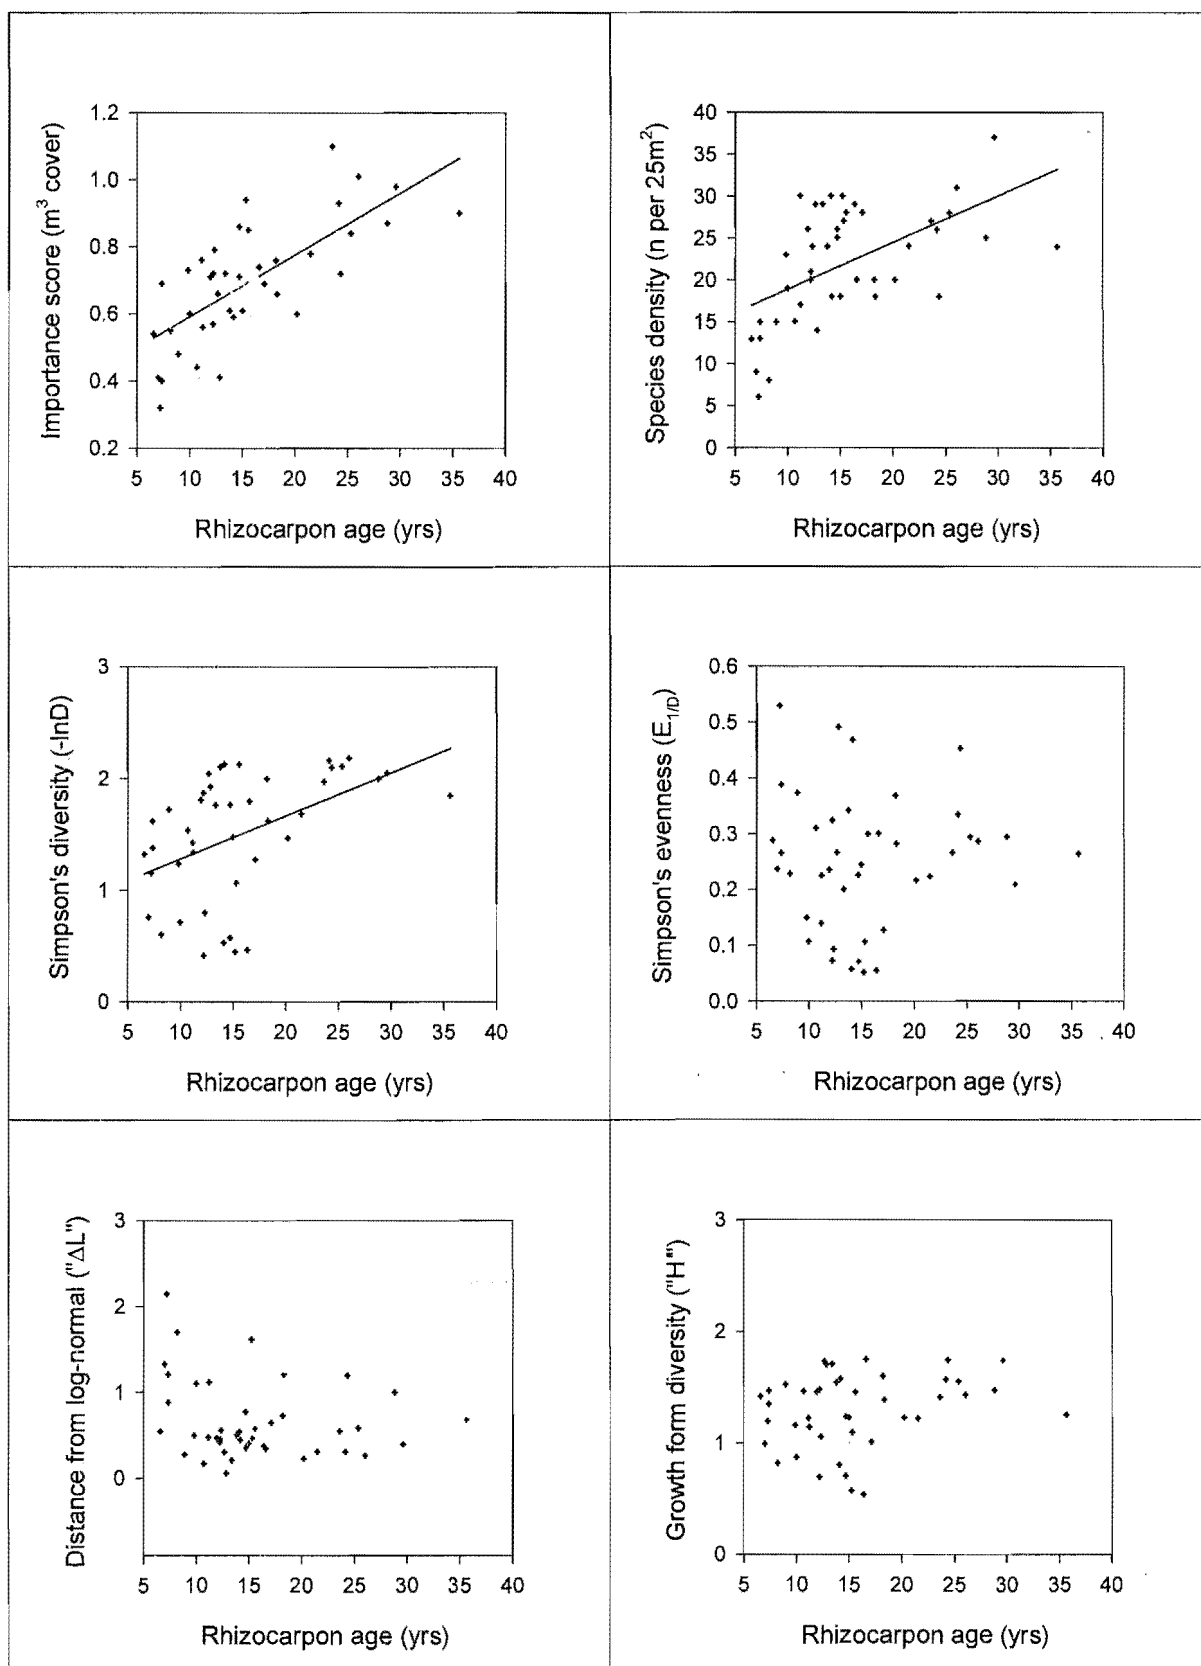 Importance score (m³ cover)
1.2
1.0
0.8
0.6
0.4
0.2
5 10 15 20 25 30 35 40
Rhizocarpon age (yrs)
Species density (n per 25m²)
40
35
30
25
20
15
10
5
0
5 10 15 20 25 30 35 40
Rhizocarpon age (yrs)
Simpson's diversity (-lnD)
3
2
1
0
5 10 15 20 25 30 35 40
Rhizocarpon age (yrs)
Simpson's evenness (E1/D)
0.6
0.5
0.4
0.3
0.2
0.1
0.0
5 10 15 20 25 30 35 40
Rhizocarpon age (yrs)
Distance from log-normal ("ΔL")
3
2
1
0
5 10 15 20 25 30 35 40
Rhizocarpon age (yrs)
Growth form diversity ("H'")
3
2
1
0
5 10 15 20 25 30 35 40
Rhizocarpon age (yrs)